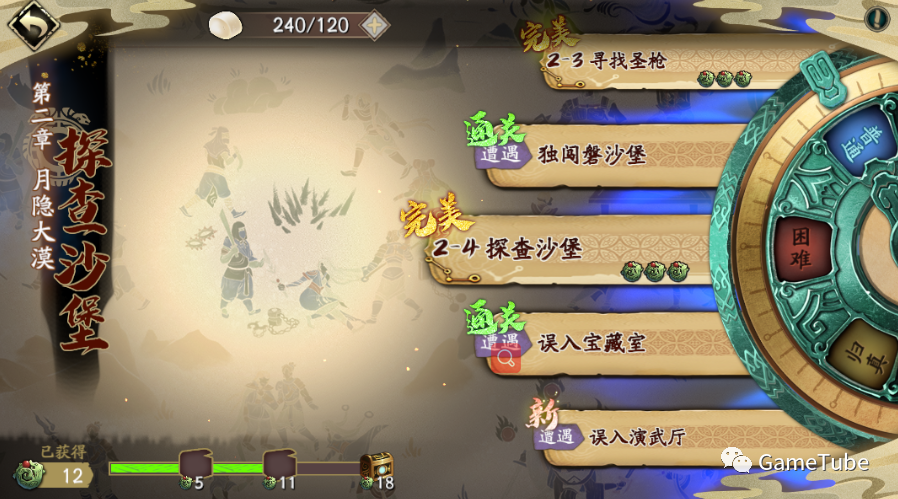 240/120
第二章 月隐大漠
探查沙堡
完美
2-3 寻找圣枪
通关
遭遇
独闯磐沙堡
完美
2-4 探查沙堡
通关
遭遇
误入宝藏室
新
遭遇
误入演武厅
普通
困难
归真
已获得
12
5
11
18
GameTube